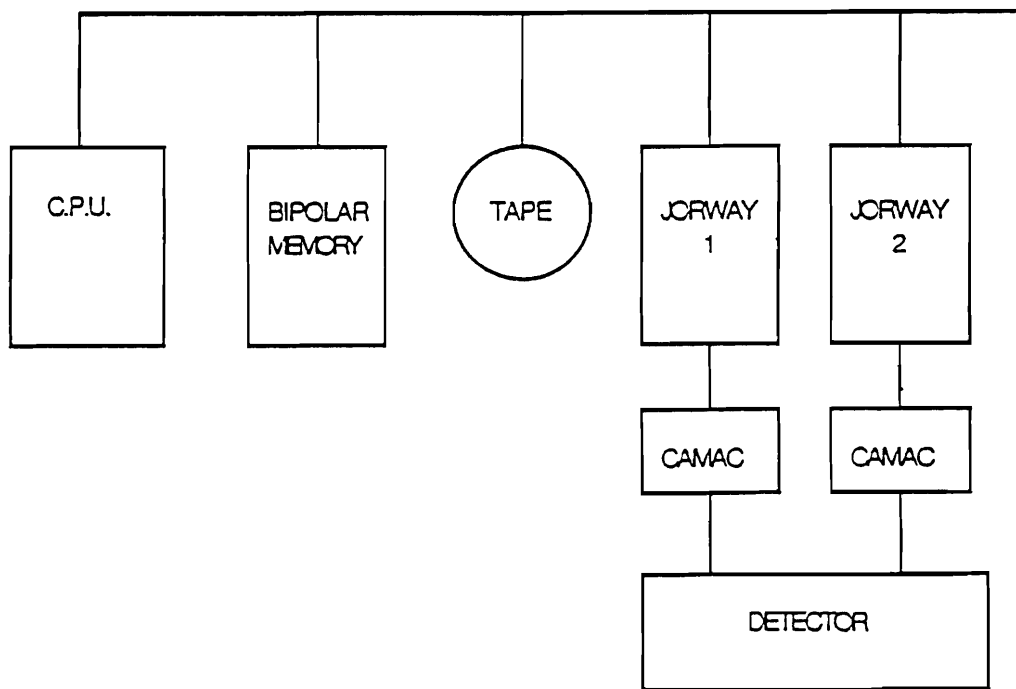 C.P.U.
BIPOLAR
MEMORY
TAPE
JORWAY
1
JORWAY
2
CAMAC
CAMAC
DETECTOR